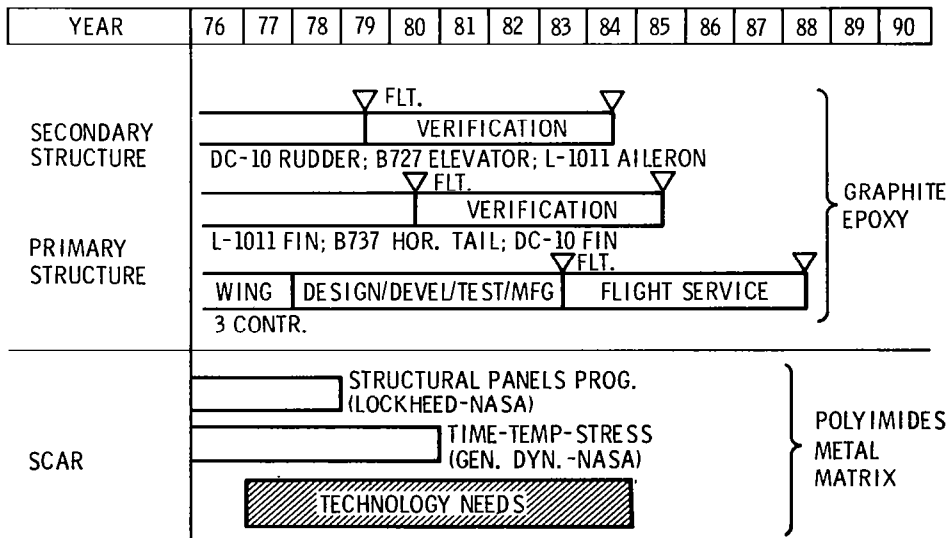 YEAR 76 77 78 79 80 81 82 83 84 85 86 87 88 89 90
FLT.
SECONDARY
STRUCTURE
VERIFICATION
DC-10 RUDDER; B727 ELEVATOR; L-1011 AILERON
FLT.
VERIFICATION
GRAPHITE
EPOXY
L-1011 FIN; B737 HOR. TAIL; DC-10 FIN
PRIMARY
STRUCTURE
FLT.
WING DESIGN/DEVEL/TEST/MFG FLIGHT SERVICE
3 CONTR.
STRUCTURAL PANELS PROG.
(LOCKHEED-NASA)
SCAR
TIME-TEMP-STRESS
(GEN. DYN.-NASA)
TECHNOLOGY NEEDS
POLYIMIDES
METAL
MATRIX